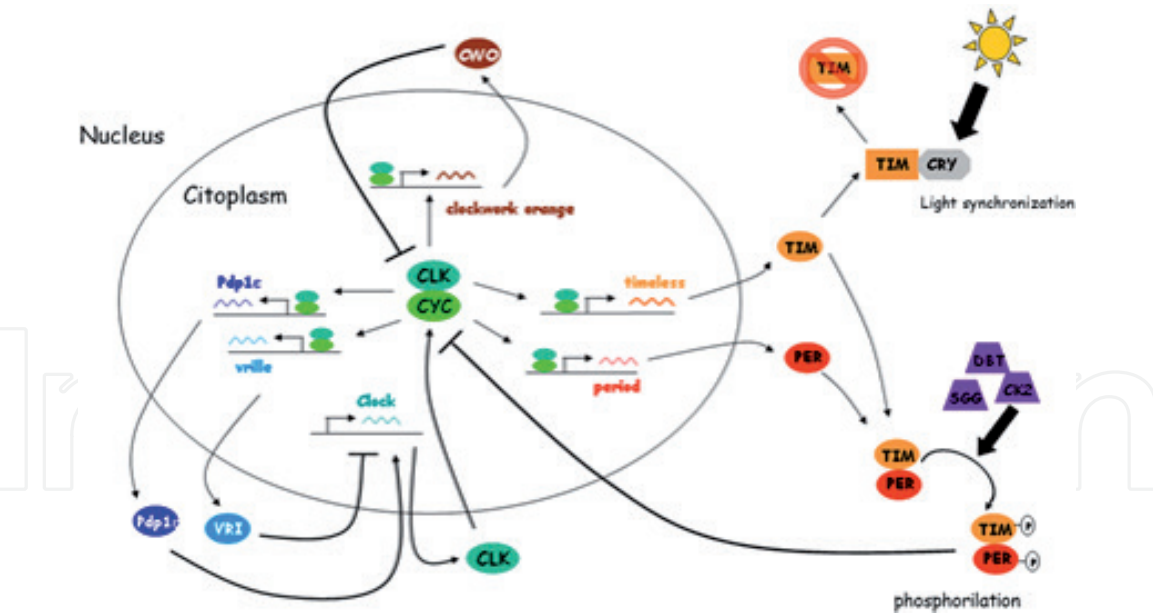 CWO
TIM
Nucleus
TIM CRY
Citoplasm
Light synchronization
clockwork orange
TIM
CLK
CYC
Pdp1ε
timeless
vrille
period
PER
DBT
SGG
CK2
Clock
TIM
PER
Pdp1ε
VRI
CLK
TIM P
PER P
phosphorilation